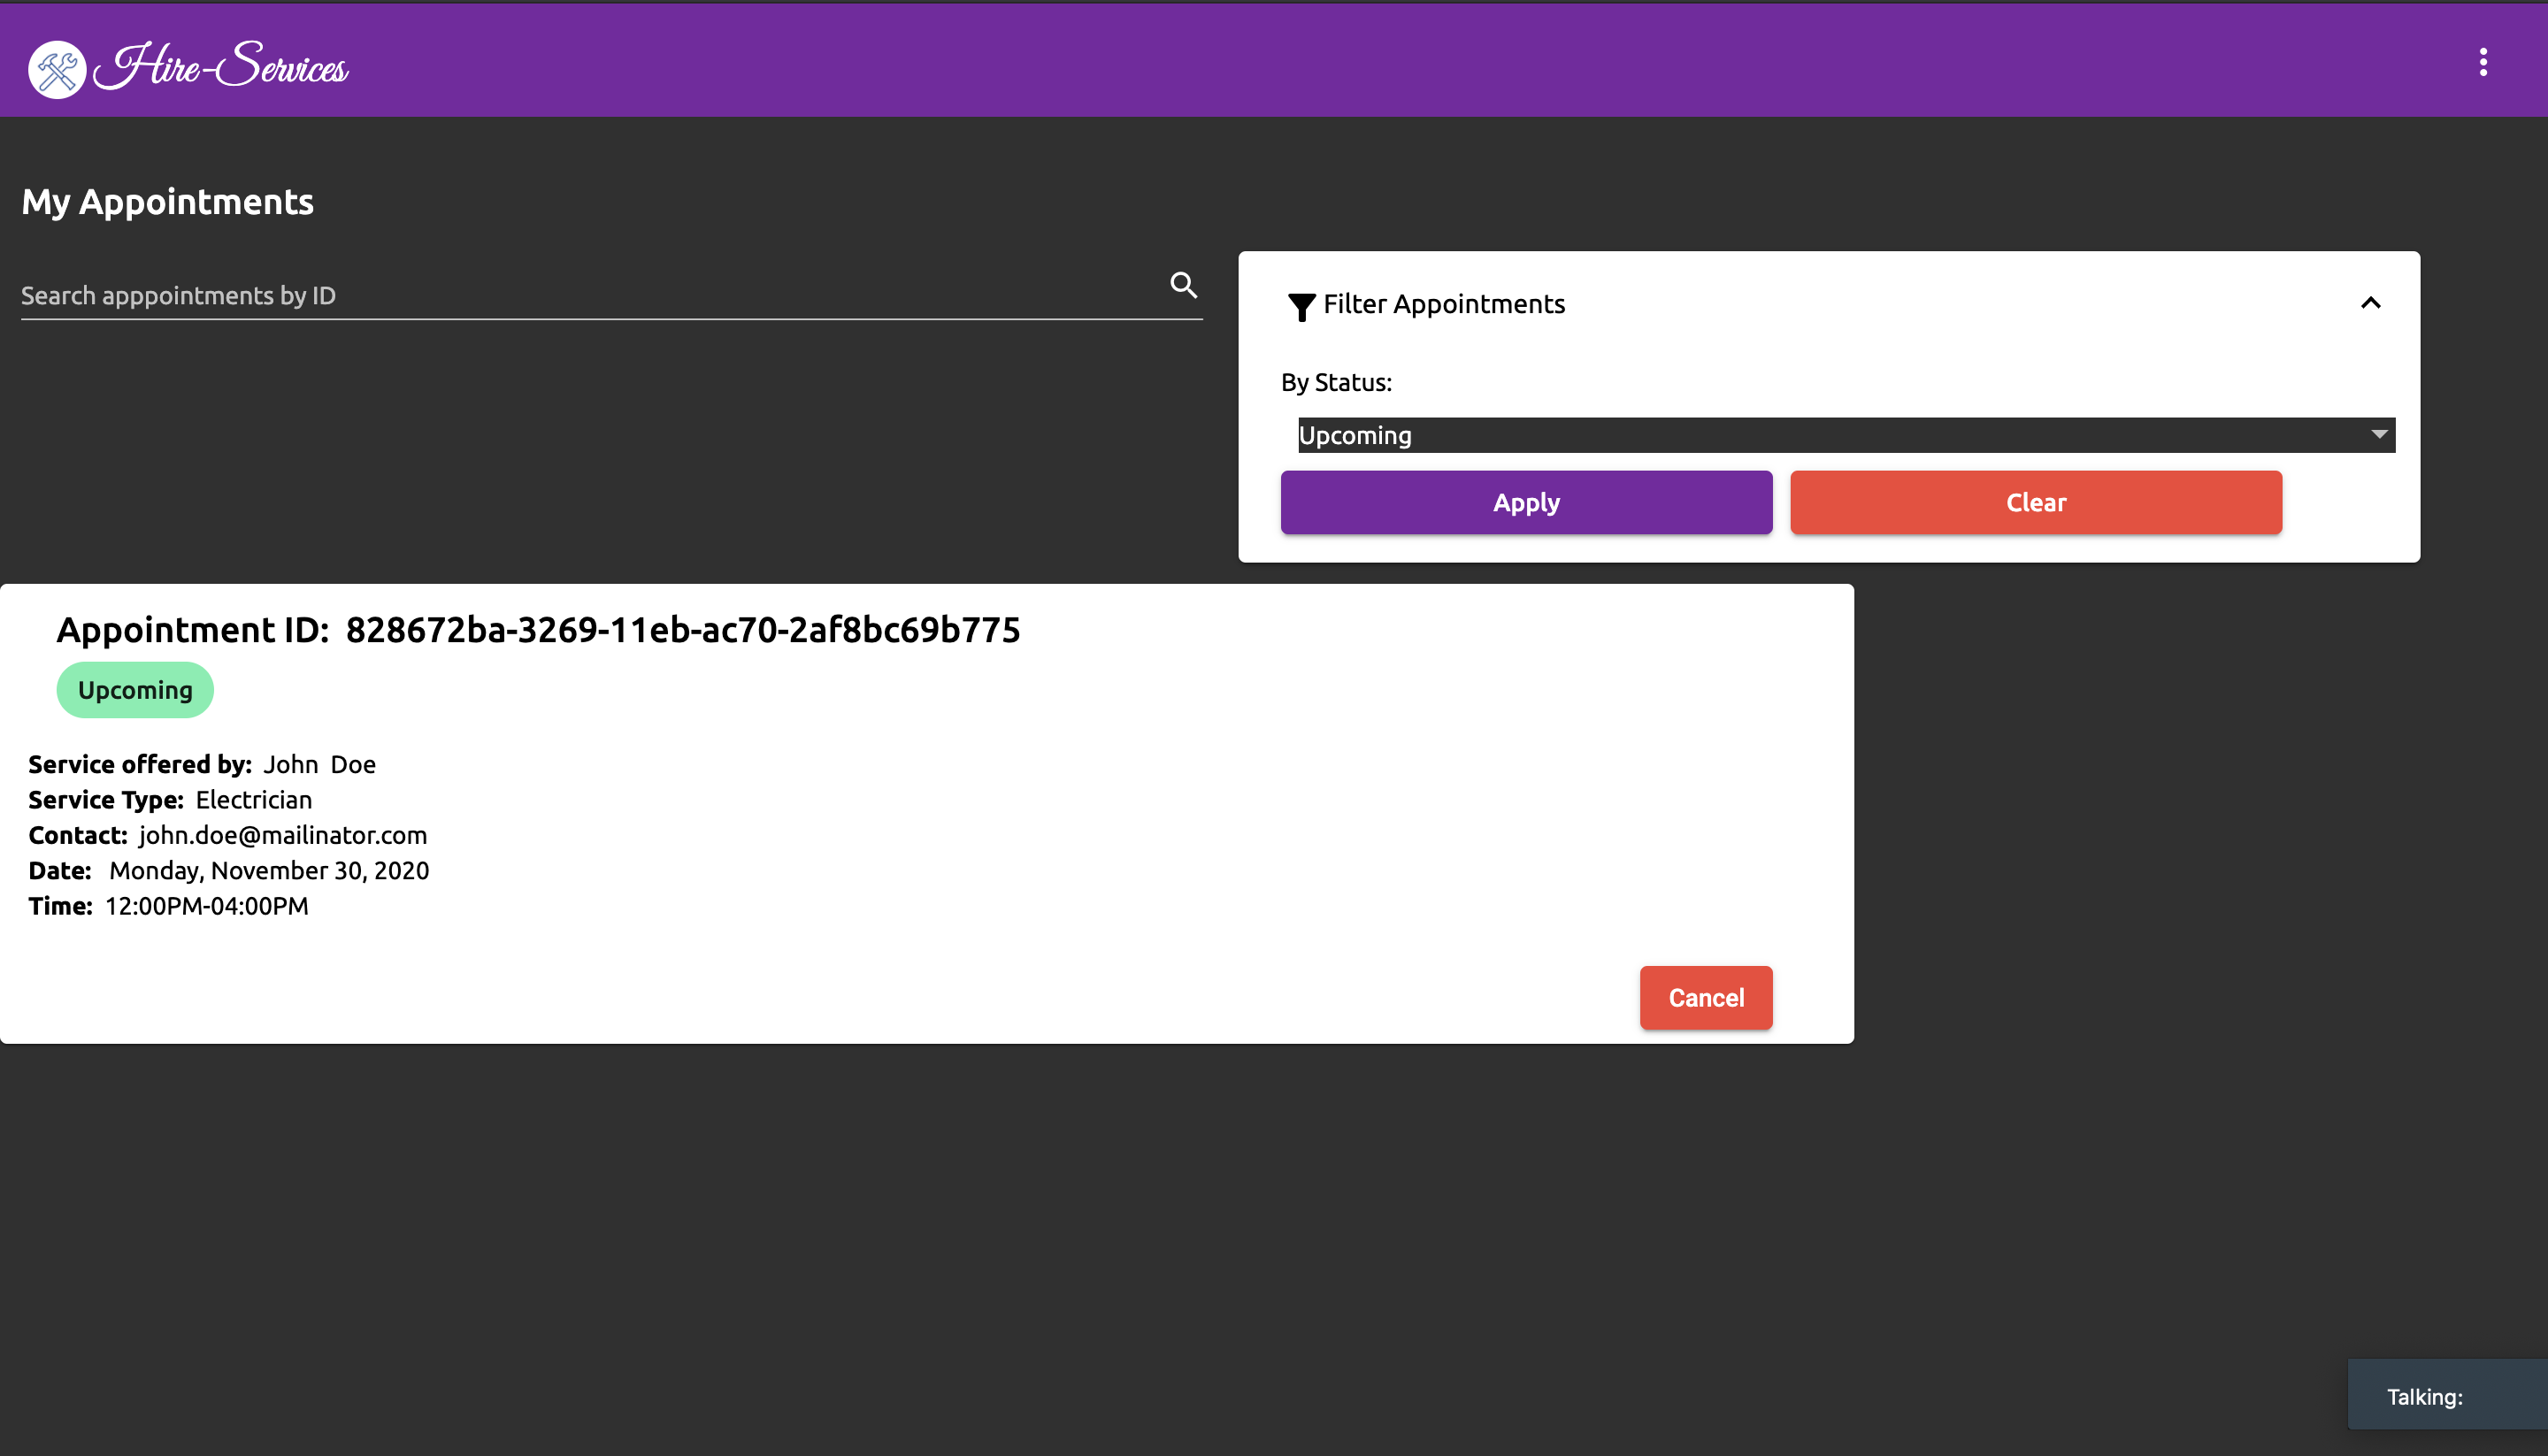 Hire-Services
My Appointments
Search apppointments by ID
Filter Appointments
By Status:
Upcoming
Apply
Clear
Appointment ID: 828672ba-3269-11eb-ac70-2af8bc69b775
Upcoming
Service offered by: John Doe
Service Type: Electrician
Contact: john.doe@mailinator.com
Date: Monday, November 30, 2020
Time: 12:00PM-04:00PM
Cancel
Talking: